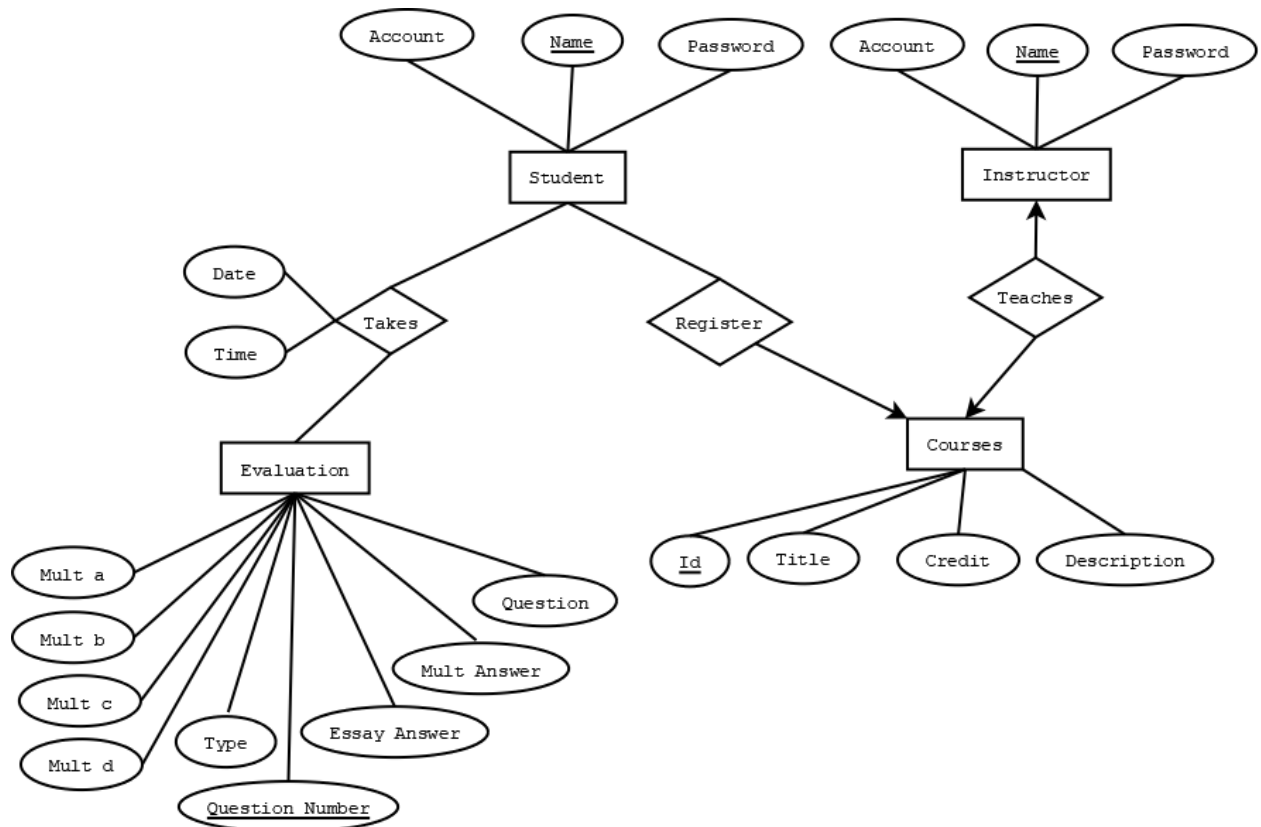 Account
Name
Password
Account
Name
Password
Student
Instructor
Date
Time
Takes
Register
Teaches
Evaluation
Courses
Mult a
Mult b
Mult c
Mult d
Type
Question Number
Essay Answer
Mult Answer
Question
Id
Title
Credit
Description